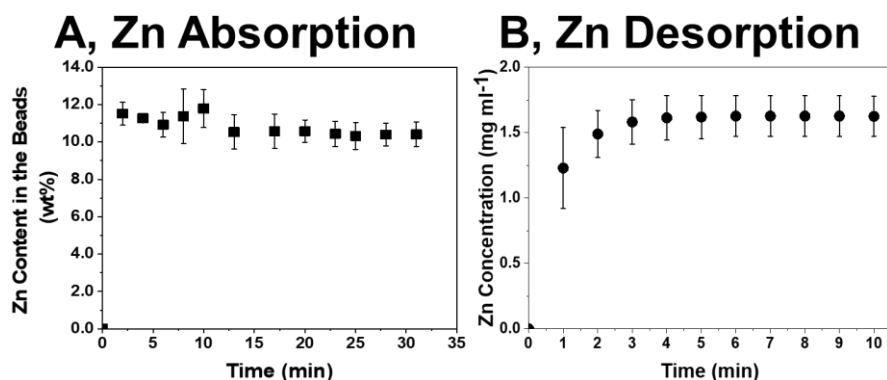 A, Zn Absorption
Zn Content in the Beads
(wt%)
14.0
12.0
10.0
8.0
6.0
4.0
2.0
0.0
0 5 10 15 20 25 30 35
Time (min)
B, Zn Desorption
Zn Concentration (mg ml⁻¹)
2.0
1.5
1.0
0.5
0.0
0 1 2 3 4 5 6 7 8 9 10
Time (min)